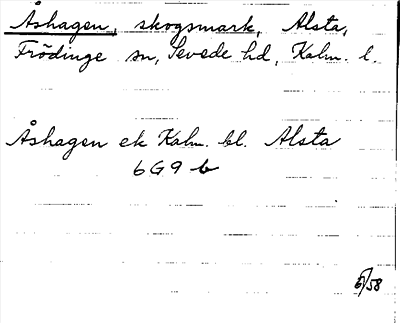 Åshagen, skogsmark, Alsta,
Frödinge sn, Sevede hd, Kalm. l.
Åshagen ek Kalm. bl. Alsta
6G9 b
6/58